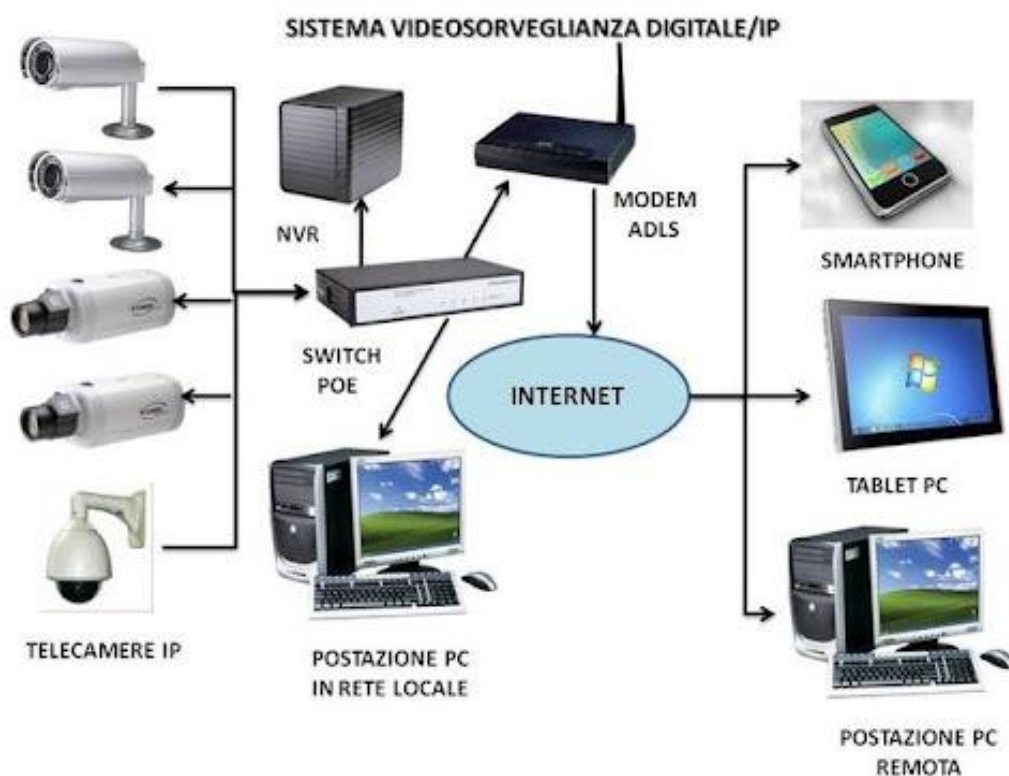 SISTEMA VIDEOSORVEGLIANZA DIGITALE/IP
NVR
MODEM
ADLS
SMARTPHONE
SWITCH
POE
INTERNET
TABLET PC
TELECAMERE IP
POSTAZIONE PC
IN RETE LOCALE
POSTAZIONE PC
REMOTA